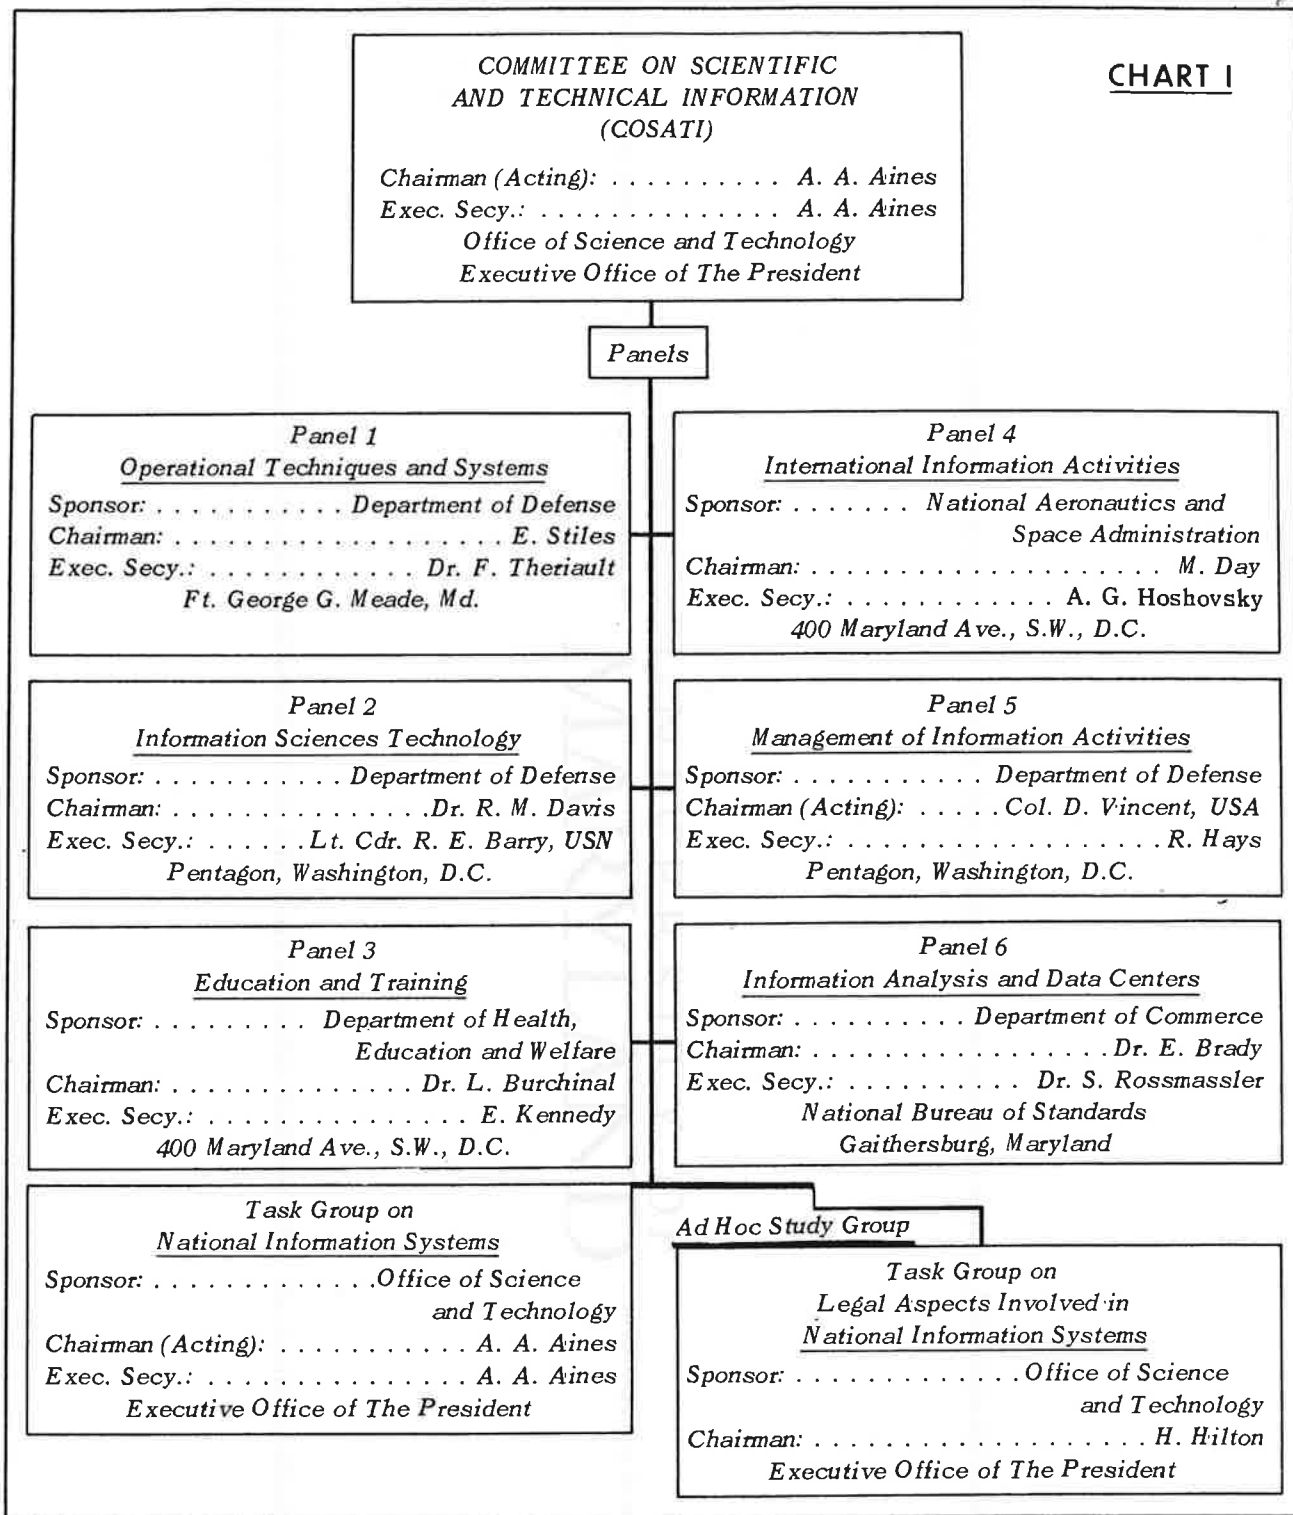 CHART I
COMMITTEE ON SCIENTIFIC
AND TECHNICAL INFORMATION
(COSATI)
Chairman (Acting): . . . . . . . . . . A. A. Aines
Exec. Secy.: . . . . . . . . . . . . . . A. A. Aines
Office of Science and Technology
Executive Office of The President
Panels
Panel 1
Operational Techniques and Systems
Sponsor: . . . . . . . . . . . Department of Defense
Chairman: . . . . . . . . . . . . . . . . . . . E. Stiles
Exec. Secy.: . . . . . . . . . . . . Dr. F. Theriault
Ft. George G. Meade, Md.
Panel 4
International Information Activities
Sponsor: . . . . . . . National Aeronautics and
Space Administration
Chairman: . . . . . . . . . . . . . . . . . . . . . M. Day
Exec. Secy.: . . . . . . . . . . . . A. G. Hoshovsky
400 Maryland Ave., S.W., D.C.
Panel 2
Information Sciences Technology
Sponsor: . . . . . . . . . . . Department of Defense
Chairman: . . . . . . . . . . . . . . . Dr. R. M. Davis
Exec. Secy.: . . . . . . Lt. Cdr. R. E. Barry, USN
Pentagon, Washington, D.C.
Panel 5
Management of Information Activities
Sponsor: . . . . . . . . . . . Department of Defense
Chairman (Acting): . . . . . Col. D. Vincent, USA
Exec. Secy.: . . . . . . . . . . . . . . . . . . . R. Hays
Pentagon, Washington, D.C.
Panel 3
Education and Training
Sponsor: . . . . . . . . . Department of Health,
Education and Welfare
Chairman: . . . . . . . . . . . . . . Dr. L. Burchinal
Exec. Secy.: . . . . . . . . . . . . . . . E. Kennedy
400 Maryland Ave., S.W., D.C.
Panel 6
Information Analysis and Data Centers
Sponsor: . . . . . . . . . . Department of Commerce
Chairman: . . . . . . . . . . . . . . . . . . Dr. E. Brady
Exec. Secy.: . . . . . . . . . . Dr. S. Rossmassler
National Bureau of Standards
Gaithersburg, Maryland
Task Group on
National Information Systems
Sponsor: . . . . . . . . . . . . . Office of Science
and Technology
Chairman (Acting): . . . . . . . . . . . A. A. Aines
Exec. Secy.: . . . . . . . . . . . . . . . A. A. Aines
Executive Office of The President
Ad Hoc Study Group
Task Group on
Legal Aspects Involved in
National Information Systems
Sponsor: . . . . . . . . . . . . . . Office of Science
and Technology
Chairman: . . . . . . . . . . . . . . . . . . . . H. Hilton
Executive Office of The President